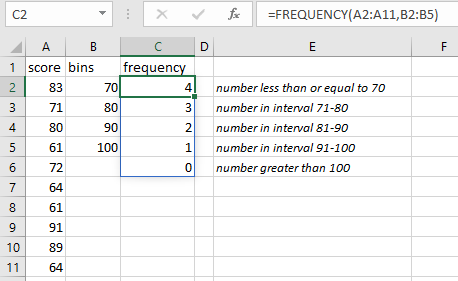 C2 =FREQUENCY(A2:A11,B2:B5)
A B C D E F
1 score bins frequency
2 83 70 4 number less than or equal to 70
3 71 80 3 number in interval 71-80
4 80 90 2 number in interval 81-90
5 61 100 1 number in interval 91-100
6 72 0 number greater than 100
7 64
8 61
9 91
10 89
11 64